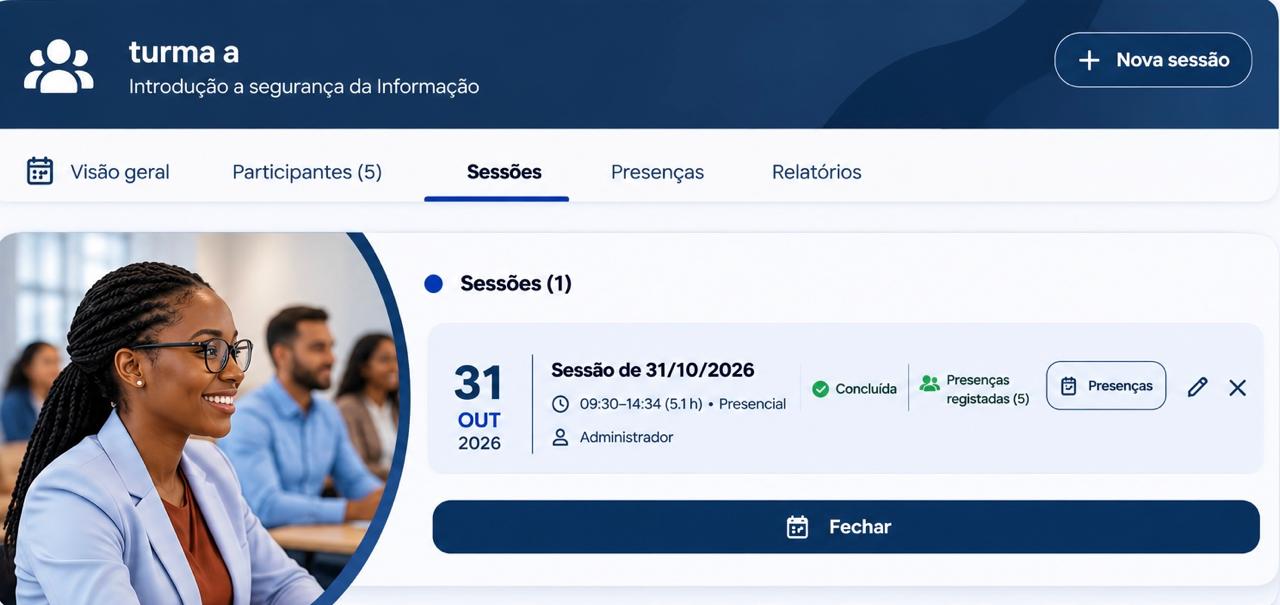 turma a
Introdução a segurança da Informação
Nova sessão
Visão geral
Participantes (5)
Sessões
Presenças
Relatórios
Sessões (1)
31
OUT
2026
Sessão de 31/10/2026
09:30–14:34 (5.1 h) • Presencial
Administrador
Concluída
Presenças
registadas (5)
Presenças
Fechar